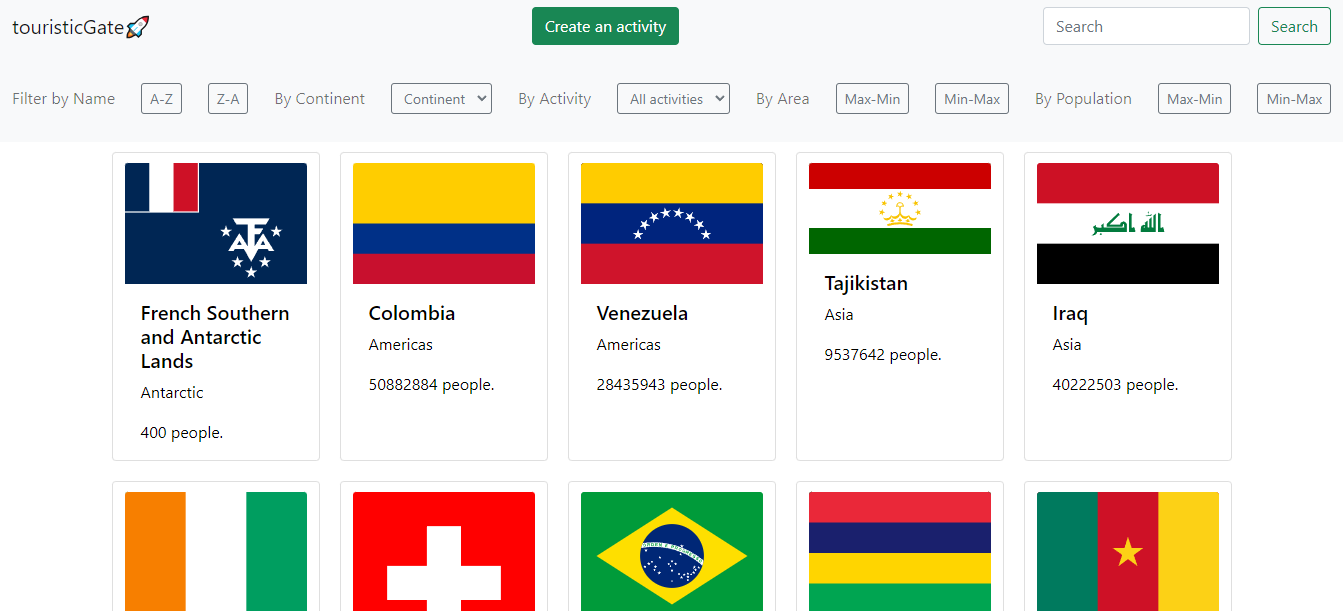 touristicGate🚀 Create an activity Search Search
Filter by Name A-Z Z-A By Continent Continent By Activity All activities By Area Max-Min Min-Max By Population Max-Min Min-Max
الله اكبر
French Southern and Antarctic Lands
Antarctic
400 people.
Colombia
Americas
50882884 people.
Venezuela
Americas
28435943 people.
Tajikistan
Asia
9537642 people.
Iraq
Asia
40222503 people.